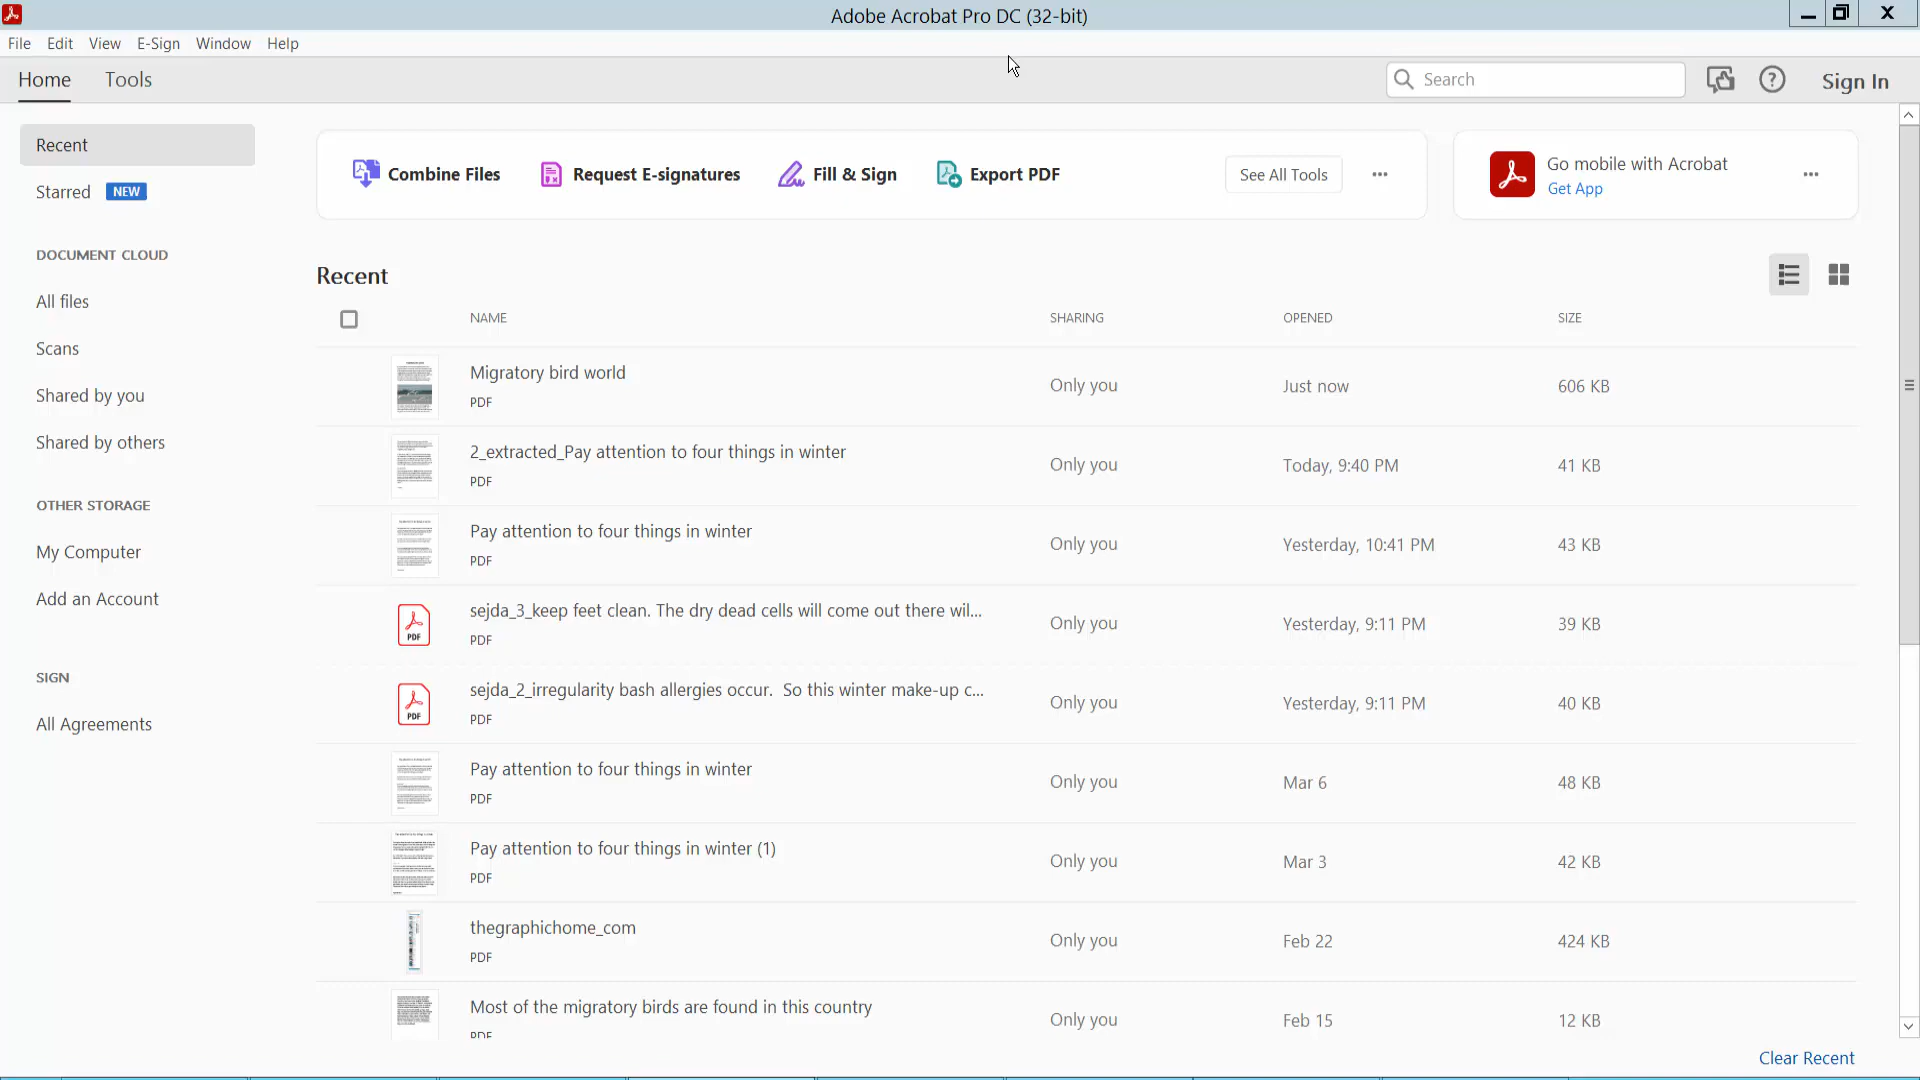 Adobe Acrobat Pro DC (32-bit)
File Edit View E-Sign Window Help
Home Tools Search Sign In
Recent
Starred NEW
DOCUMENT CLOUD
All files
Scans
Shared by you
Shared by others
OTHER STORAGE
My Computer
Add an Account
SIGN
All Agreements
Combine Files Request E-signatures Fill & Sign Export PDF See All Tools
Go mobile with Acrobat
Get App
Recent
NAME SHARING OPENED SIZE
Migratory bird world
PDF
Only you Just now 606 KB
2_extracted_Pay attention to four things in winter
PDF
Only you Today, 9:40 PM 41 KB
Pay attention to four things in winter
PDF
Only you Yesterday, 10:41 PM 43 KB
PDF
sejda_3_keep feet clean. The dry dead cells will come out there wil...
PDF
Only you Yesterday, 9:11 PM 39 KB
PDF
sejda_2_irregularity bash allergies occur.  So this winter make-up c...
PDF
Only you Yesterday, 9:11 PM 40 KB
Pay attention to four things in winter
PDF
Only you Mar 6 48 KB
Pay attention to four things in winter (1)
PDF
Only you Mar 3 42 KB
thegraphichome_com
PDF
Only you Feb 22 424 KB
Most of the migratory birds are found in this country
PDF
Only you Feb 15 12 KB
Clear Recent